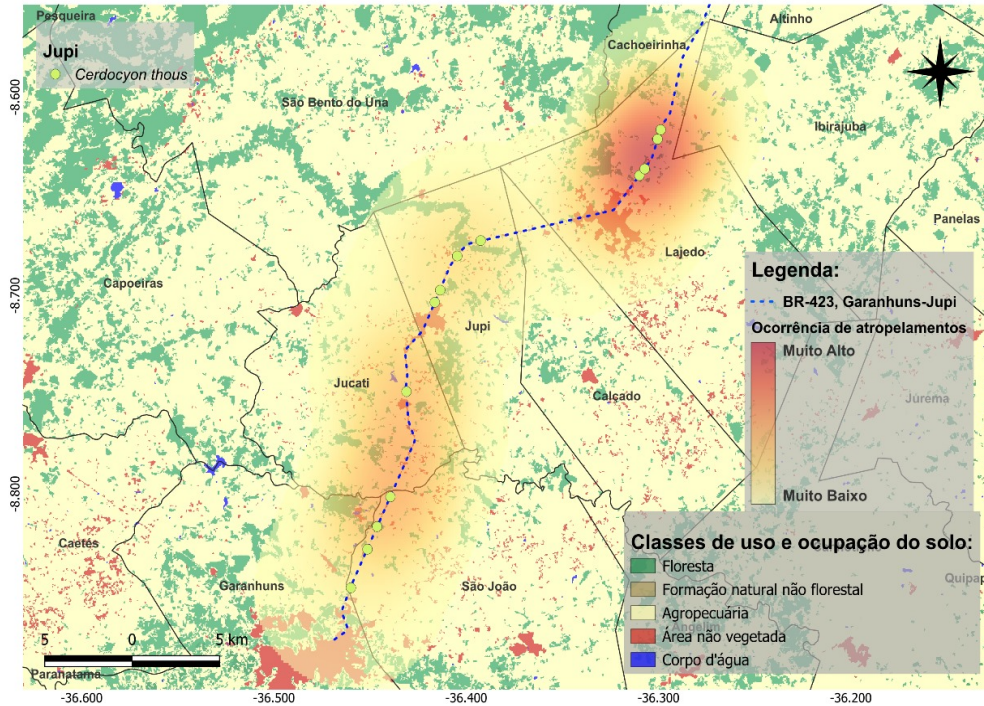 Pesqueira
Altinho
Jupi
Cerdocyon thous
Cachoeirinha
-8.600
São Bento do Una
Ibirajuba
Panelas
Lajedo
Capoeiras
-8.700
Legenda:
BR-423, Garanhuns-Jupi
Ocorrência de atropelamentos
Muito Alto
Muito Baixo
Jupi
Jucati
Calçado
Jurema
-8.800
Caetés
Garanhuns
São João
Classes de uso e ocupação do solo:
Floresta
Formação natural não florestal
Agropecuária
Área não vegetada
Corpo d'água
Quipap
Angelim
5 0 5 km
Paranatama
-36.600 -36.500 -36.400 -36.300 -36.200